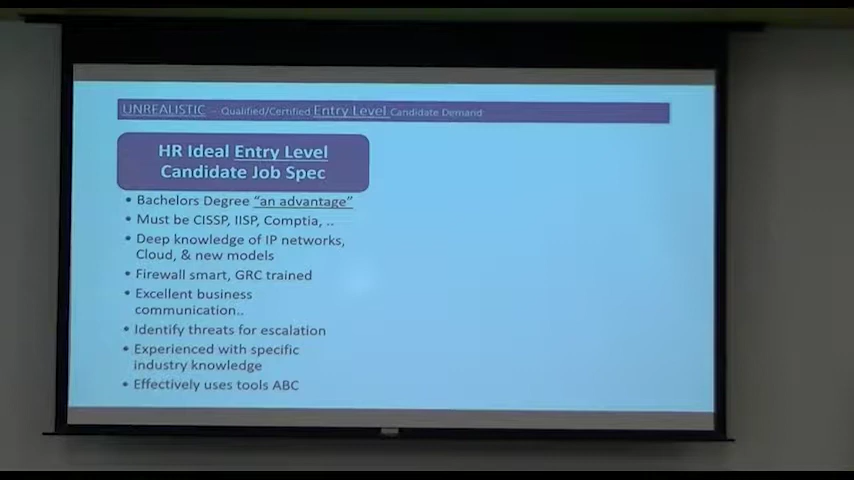 UNREALISTIC - Qualified/Certified Entry Level Candidate Demand
HR Ideal Entry Level
Candidate Job Spec
• Bachelors Degree "an advantage"
• Must be CISSP, IISP, Comptia, ..
• Deep knowledge of IP networks,
Cloud, & new models
• Firewall smart, GRC trained
• Excellent business
communication..
• Identify threats for escalation
• Experienced with specific
industry knowledge
• Effectively uses tools ABC